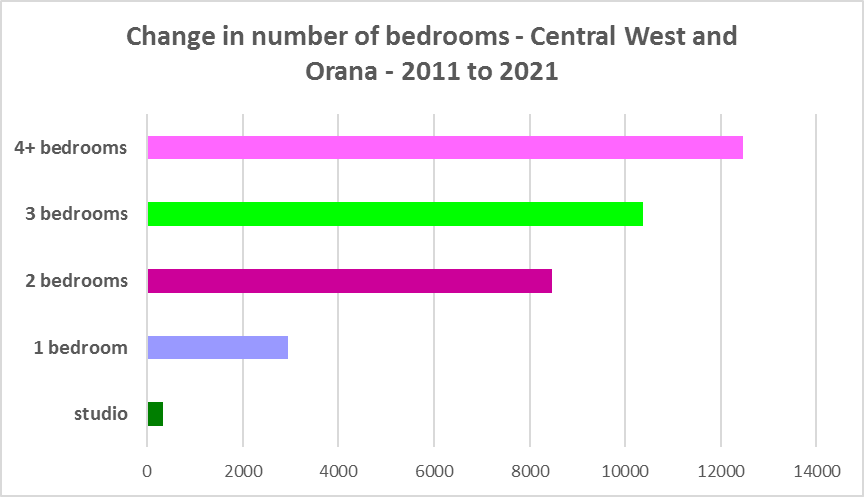 Change in number of bedrooms - Central West and
Orana - 2011 to 2021
4+ bedrooms
3 bedrooms
2 bedrooms
1 bedroom
studio
0 2000 4000 6000 8000 10000 12000 14000